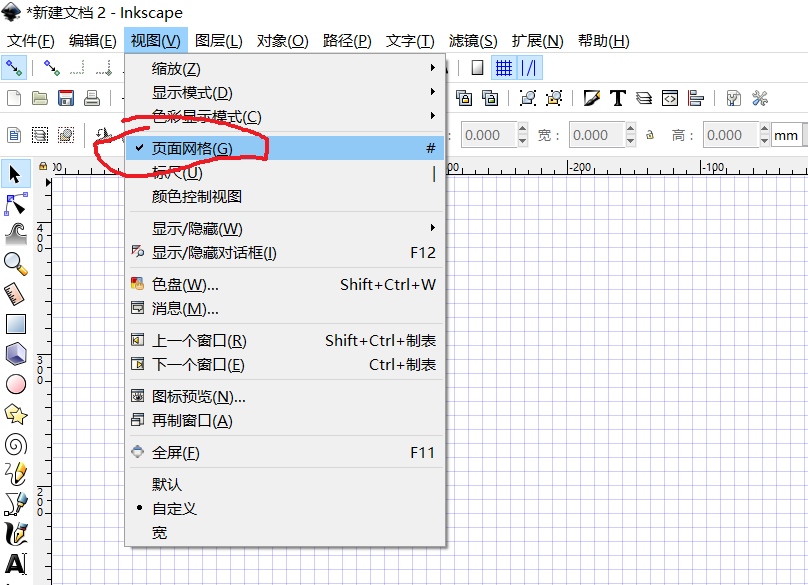 *新建文档 2 - Inkscape
文件(F) 编辑(E) 视图(V) 图层(L) 对象(O) 路径(P) 文字(T) 滤镜(S) 扩展(N) 帮助(H)
缩放(Z)
显示模式(D)
色彩显示模式(C)
页面网格(G) #
标尺(U) |
颜色控制视图
显示/隐藏(W)
显示/隐藏对话框(I) F12
色盘(W)... Shift+Ctrl+W
消息(M)...
上一个窗口(R) Shift+Ctrl+制表
下一个窗口(E) Ctrl+制表
图标预览(N)...
再制窗口(A)
全屏(F) F11
默认
自定义
宽
: 0.000 宽: 0.000 高: 0.000 mm
00 00 -200 -100
400
300
200